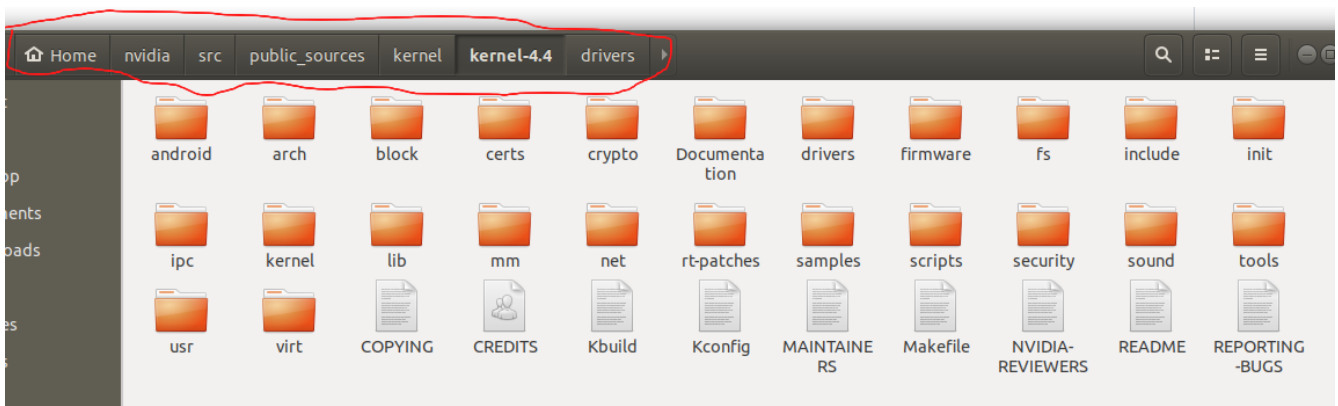 Home nvidia src public_sources kernel kernel-4.4 drivers
android arch block certs crypto Documenta drivers firmware fs include init
tion
ipc kernel lib mm net rt-patches samples scripts security sound tools
usr virt COPYING CREDITS Kbuild Kconfig MAINTAINE Makefile NVIDIA- README REPORTING
RS REVIEWERS -BUGS